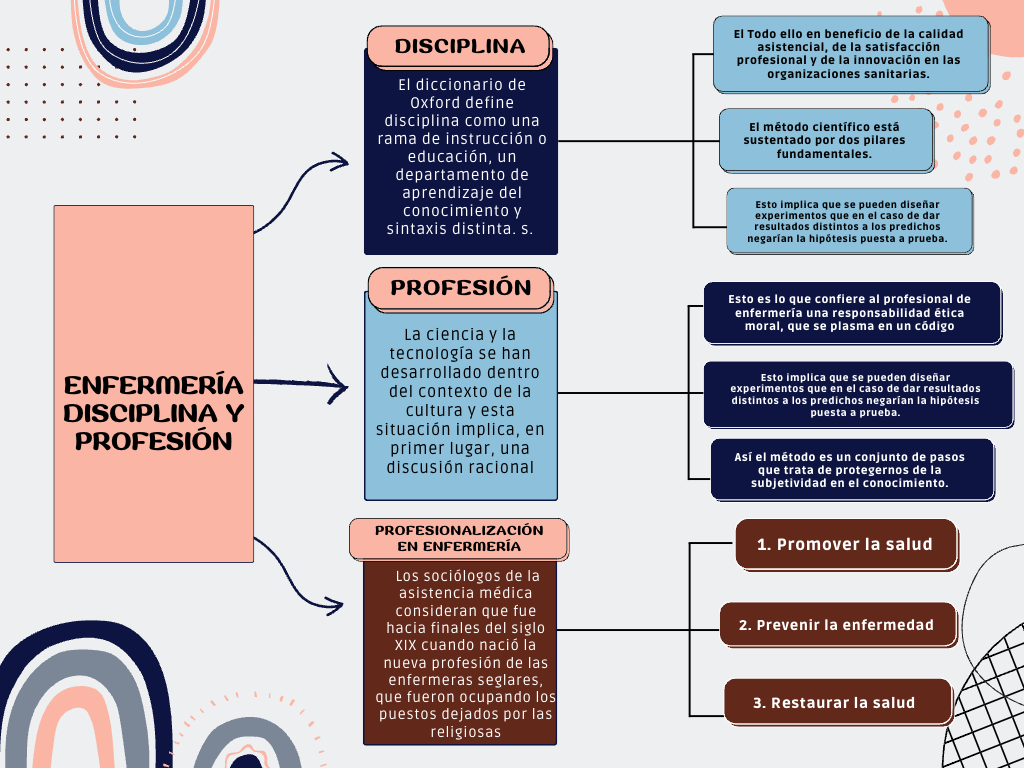 ENFERMERÍA
DISCIPLINA Y
PROFESIÓN
DISCIPLINA
El diccionario de
Oxford define
disciplina como una
rama de instrucción o
educación, un
departamento de
aprendizaje del
conocimiento y
sintaxis distinta. s.
El Todo ello en beneficio de la calidad
asistencial, de la satisfacción
profesional y de la innovación en las
organizaciones sanitarias.
El método científico está
sustentado por dos pilares
fundamentales.
Esto implica que se pueden diseñar
experimentos que en el caso de dar
resultados distintos a los predichos
negarían la hipótesis puesta a prueba.
PROFESIÓN
La ciencia y la
tecnología se han
desarrollado dentro
del contexto de la
cultura y esta
situación implica, en
primer lugar, una
discusión racional
Esto es lo que confiere al profesional de
enfermería una responsabilidad ética
moral, que se plasma en un código
Esto implica que se pueden diseñar
experimentos que en el caso de dar resultados
distintos a los predichos negarían la hipótesis
puesta a prueba.
Así el método es un conjunto de pasos
que trata de protegernos de la
subjetividad en el conocimiento.
PROFESIONALIZACIÓN
EN ENFERMERÍA
Los sociólogos de la
asistencia médica
consideran que fue
hacia finales del siglo
XIX cuando nació la
nueva profesión de las
enfermeras seglares,
que fueron ocupando los
puestos dejados por las
religiosas
1. Promover la salud
2. Prevenir la enfermedad
3. Restaurar la salud